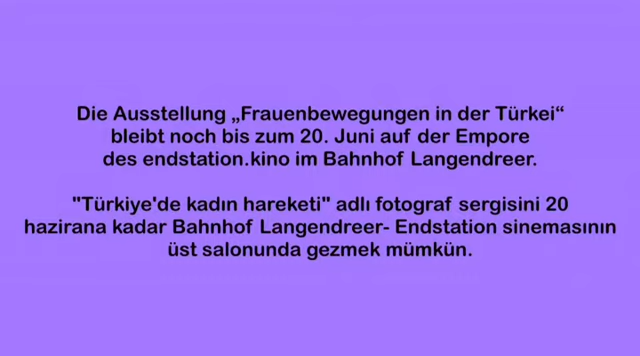 Die Ausstellung „Frauenbewegungen in der Türkei“
bleibt noch bis zum 20. Juni auf der Empore
des endstation.kino im Bahnhof Langendreer.
"Türkiye'de kadın hareketi" adlı fotograf sergisini 20
hazirana kadar Bahnhof Langendreer- Endstation sinemasının
üst salonunda gezmek mümkün.